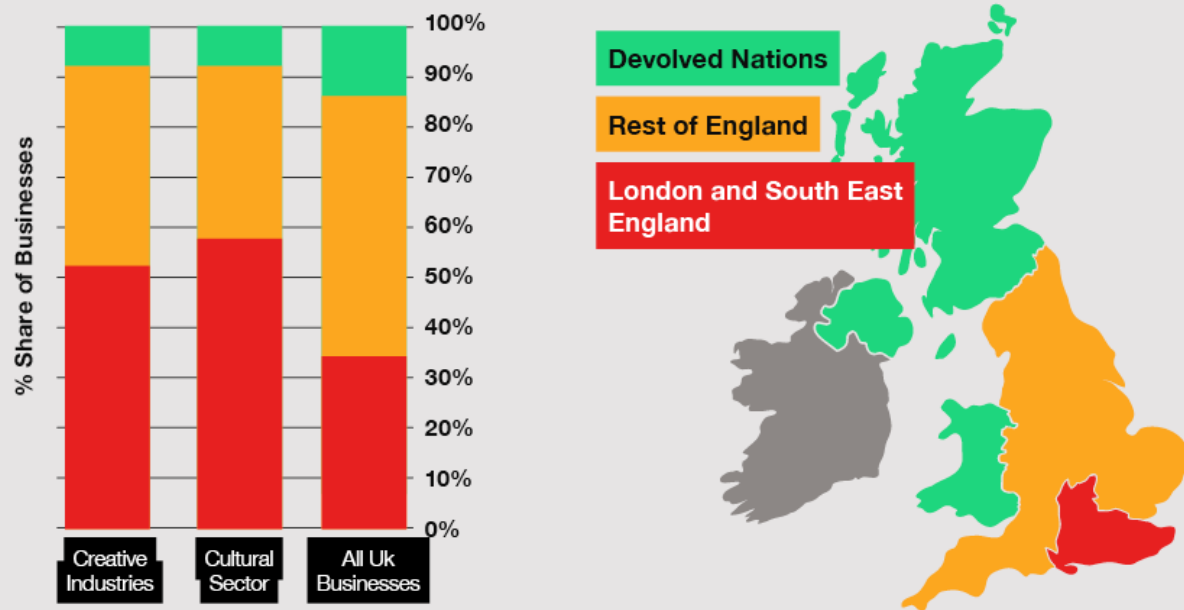 % Share of Businesses
100%
90%
80%
70%
60%
50%
40%
30%
20%
10%
0%
Creative
Industries
Cultural
Sector
All Uk
Businesses
Devolved Nations
Rest of England
London and South East
England